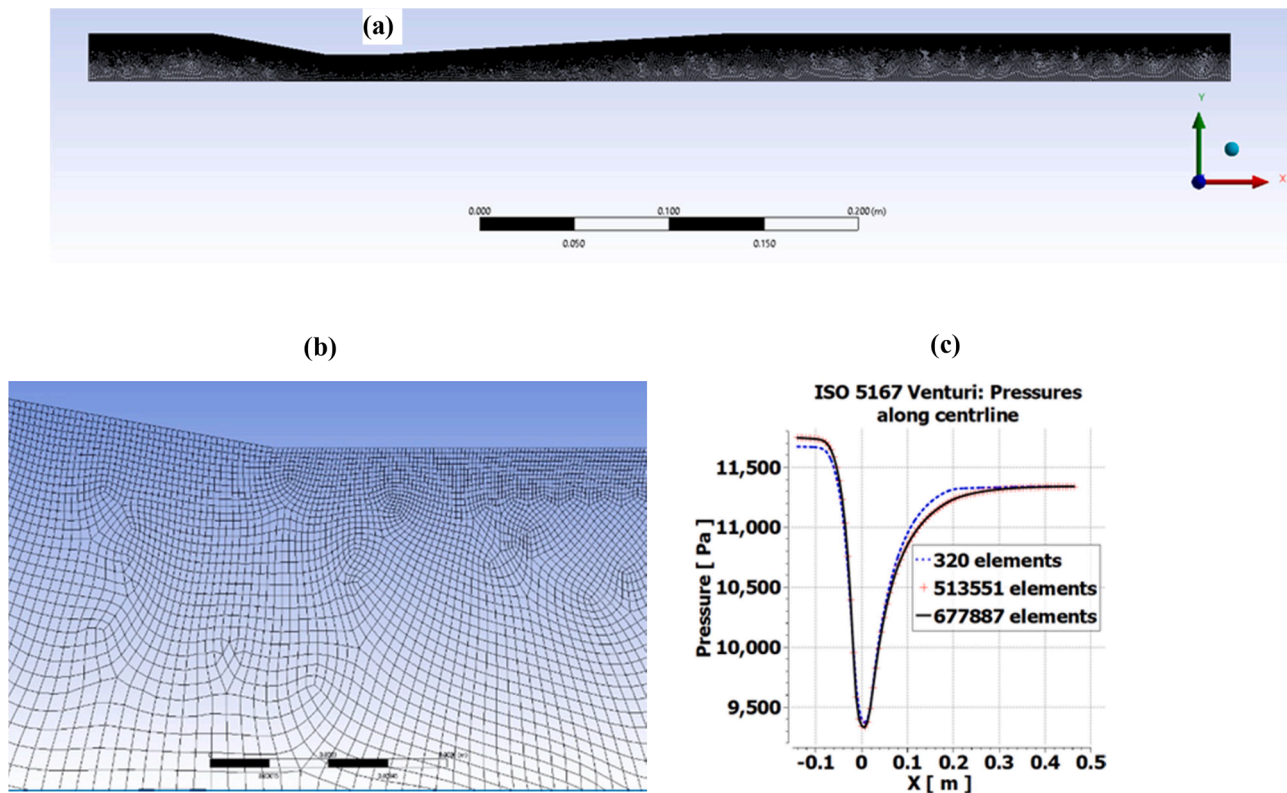 (a)
Y
X
0.000
0.100
0.200 (m)
0.050
0.150
(b)
(c)
ISO 5167 Venturi: Pressures
along centrline
Pressure [ Pa ]
11,500
11,000
10,500
10,000
9,500
320 elements
513551 elements
677887 elements
-0.1 0 0.1 0.2 0.3 0.4 0.5
X [ m ]